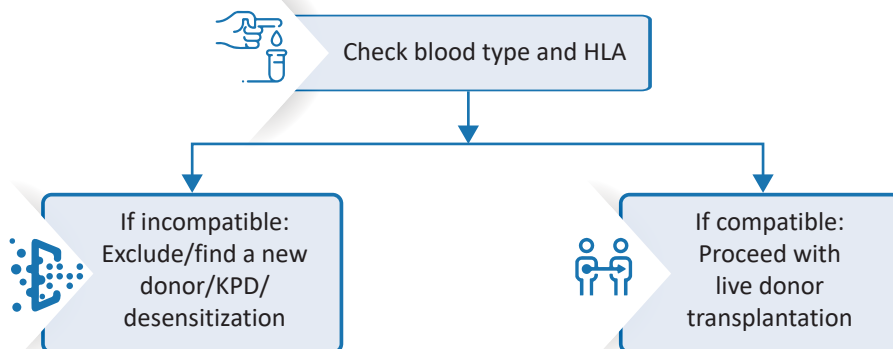 Check blood type and HLA
If incompatible:
Exclude/find a new
donor/KPD/
desensitization
If compatible:
Proceed with
live donor
transplantation